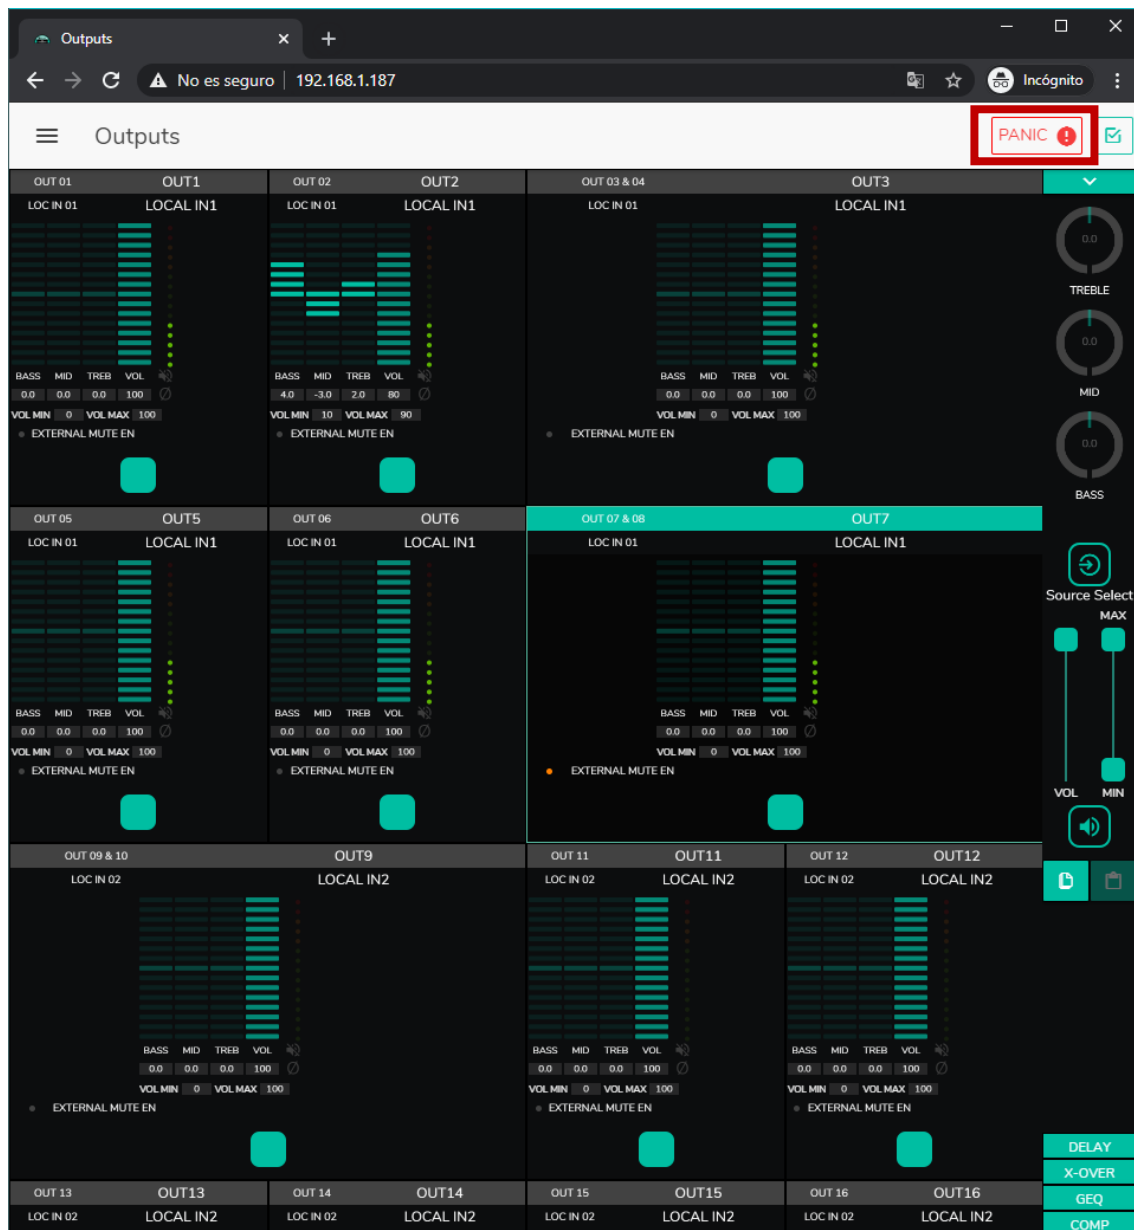 Outputs
No es seguro 192.168.1.187 Incógnito
Outputs PANIC
OUT 01 OUT1 OUT 02 OUT2 OUT 03 & 04 OUT3
LOC IN 01 LOCAL IN1 LOC IN 01 LOCAL IN1 LOC IN 01 LOCAL IN1
0.0
TREBLE
0.0
BASS MID TREB VOL BASS MID TREB VOL BASS MID TREB VOL
0.0 0.0 0.0 100 4.0 -3.0 2.0 80 0.0 0.0 0.0 100 MID
VOL MIN 0 VOL MAX 100 VOL MIN 10 VOL MAX 90 VOL MIN 0 VOL MAX 100
EXTERNAL MUTE EN EXTERNAL MUTE EN EXTERNAL MUTE EN
0.0
BASS
OUT 05 OUT5 OUT 06 OUT6 OUT 07 & 08 OUT7
LOC IN 01 LOCAL IN1 LOC IN 01 LOCAL IN1 LOC IN 01 LOCAL IN1
Source Select
MAX
BASS MID TREB VOL BASS MID TREB VOL BASS MID TREB VOL
0.0 0.0 0.0 100 0.0 0.0 0.0 100 0.0 0.0 0.0 100
VOL MIN 0 VOL MAX 100 VOL MIN 0 VOL MAX 100 VOL MIN 0 VOL MAX 100
EXTERNAL MUTE EN EXTERNAL MUTE EN EXTERNAL MUTE EN
VOL MIN
OUT 09 & 10 OUT9 OUT 11 OUT11 OUT 12 OUT12
LOC IN 02 LOCAL IN2 LOC IN 02 LOCAL IN2 LOC IN 02 LOCAL IN2
BASS MID TREB VOL BASS MID TREB VOL BASS MID TREB VOL
0.0 0.0 0.0 100 0.0 0.0 0.0 100 0.0 0.0 0.0 100
VOL MIN 0 VOL MAX 100 VOL MIN 0 VOL MAX 100 VOL MIN 0 VOL MAX 100
EXTERNAL MUTE EN EXTERNAL MUTE EN EXTERNAL MUTE EN
DELAY
X-OVER
OUT 13 OUT13 OUT 14 OUT14 OUT 15 OUT15 OUT 16 OUT16
GEQ
LOC IN 02 LOCAL IN2 LOC IN 02 LOCAL IN2 LOC IN 02 LOCAL IN2 LOC IN 02 LOCAL IN2
COMP